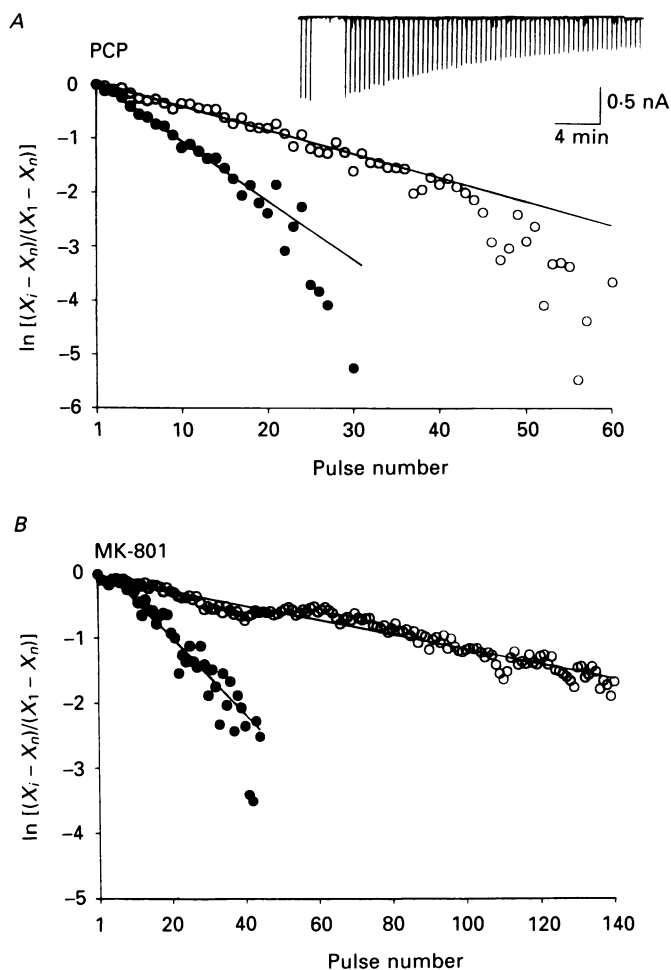 A
PCP
0·5 nA
4 min
0
−1
−2
−3
−4
−5
−6
ln [(Xi − Xn)/(X1 − Xn)]
1 10 20 30 40 50 60
Pulse number
B
MK-801
0
−1
−2
−3
−4
−5
ln [(Xi − Xn)/(X1 − Xn)]
1 20 40 60 80 100 120 140
Pulse number